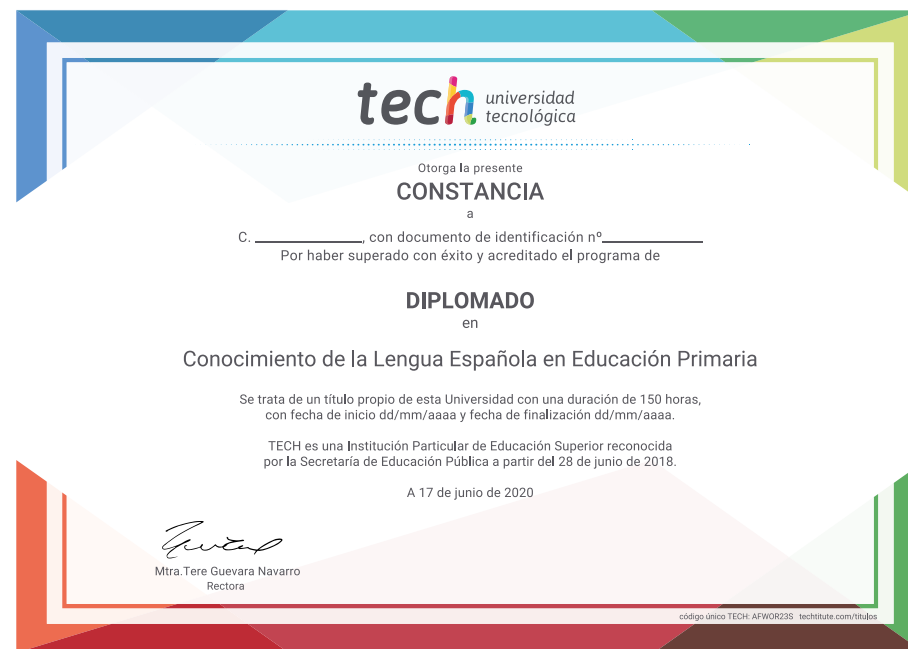 tech universidad
tecnológica
Otorga la presente
CONSTANCIA
a
C. ______________, con documento de identificación nº_____________
Por haber superado con éxito y acreditado el programa de
DIPLOMADO
en
Conocimiento de la Lengua Española en Educación Primaria
Se trata de un título propio de esta Universidad con una duración de 150 horas,
con fecha de inicio dd/mm/aaaa y fecha de finalización dd/mm/aaaa.
TECH es una Institución Particular de Educación Superior reconocida
por la Secretaría de Educación Pública a partir del 28 de junio de 2018.
A 17 de junio de 2020
Mtra.Tere Guevara Navarro
Rectora
código único TECH: AFWOR23S techtitute.com/titulos